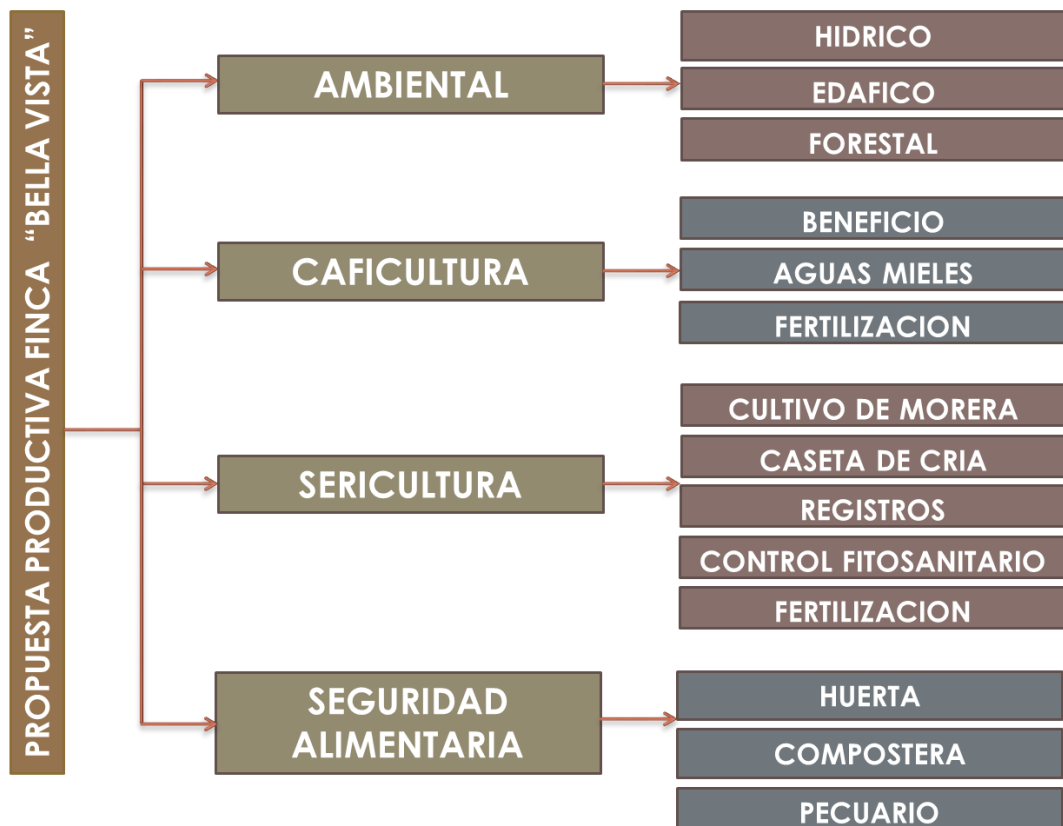 PROPUESTA PRODUCTIVA FINCA “BELLA VISTA”
AMBIENTAL
HIDRICO
EDAFICO
FORESTAL
CAFICULTURA
BENEFICIO
AGUAS MIELES
FERTILIZACION
SERICULTURA
CULTIVO DE MORERA
CASETA DE CRIA
REGISTROS
CONTROL FITOSANITARIO
FERTILIZACION
SEGURIDAD
ALIMENTARIA
HUERTA
COMPOSTERA
PECUARIO